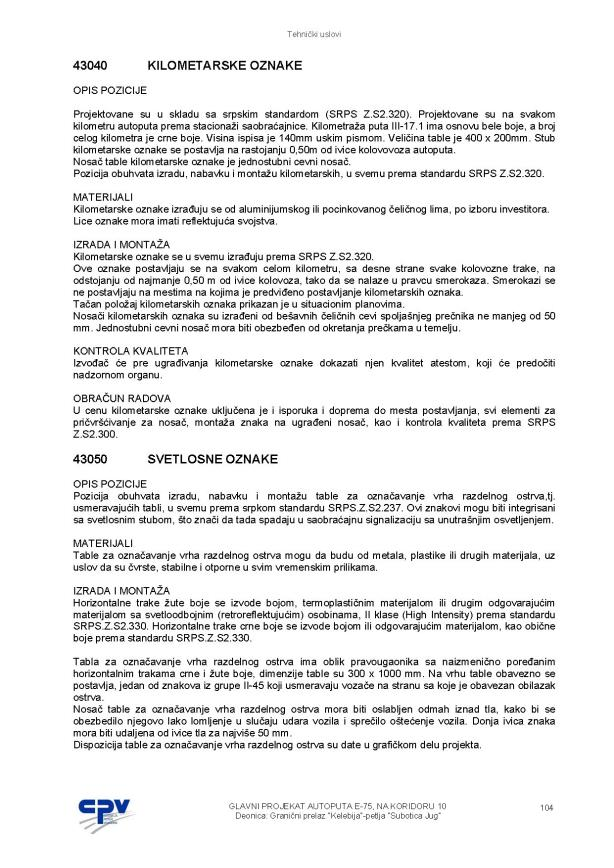 Tehnički uslovi
43040 KILOMETARSKE OZNAKE
OPIS POZICIJE
Projektovane su u skladu sa srpskim standardom (SRPS Z.S2.320). Projektovane su na svakom
kilometru autoputa prema stacionaži saobraćajnice. Kilometraža puta III-17.1 ima osnovu bele boje, a broj
celog kilometra je crne boje. Visina ispisa je 140mm uskim pismom. Veličina table je 400 x 200mm. Stub
kilometarske oznake se postavlja na rastojanju 0,50m od ivice kolovovoza autoputa.
Nosač table kilometarske oznake je jednostubni cevni nosač.
Pozicija obuhvata izradu, nabavku i montažu kilometarskih, u svemu prema standardu SRPS Z.S2.320.
MATERIJALI
Kilometarske oznake izrađuju se od aluminijumskog ili pocinkovanog čeličnog lima, po izboru investitora.
Lice oznake mora imati reflektujuća svojstva.
IZRADA I MONTAŽA
Kilometarske oznake se u svemu izrađuju prema SRPS Z.S2.320.
Ove oznake postavljaju se na svakom celom kilometru, sa desne strane svake kolovozne trake, na
odstojanju od najmanje 0,50 m od ivice kolovoza, tako da se nalaze u pravcu smerokaza. Smerokazi se
ne postavljaju na mestima na kojima je predviđeno postavljanje kilometarskih oznaka.
Tačan položaj kilometarskih oznaka prikazan je u situacionim planovima.
Nosači kilometarskih oznaka su izrađeni od bešavnih čeličnih cevi spoljašnjeg prečnika ne manjeg od 50
mm. Jednostubni cevni nosač mora biti obezbeđen od okretanja prečkama u temelju.
KONTROLA KVALITETA
Izvođač će pre ugrađivanja kilometarske oznake dokazati njen kvalitet atestom, koji će predočiti
nadzornom organu.
OBRAČUN RADOVA
U cenu kilometarske oznake uključena je i isporuka i doprema do mesta postavljanja, svi elementi za
pričvršćivanje za nosač, montaža znaka na ugrađeni nosač, kao i kontrola kvaliteta prema SRPS
Z.S2.300.
43050 SVETLOSNE OZNAKE
OPIS POZICIJE
Pozicija obuhvata izradu, nabavku i montažu table za označavanje vrha razdelnog ostrva,tj.
usmeravajućih tabli, u svemu prema srpkom standardu SRPS.Z.S2.237. Ovi znakovi mogu biti integrisani
sa svetlosnim stubom, što znači da tada spadaju u saobraćajnu signalizaciju sa unutrašnjim osvetljenjem.
MATERIJALI
Table za označavanje vrha razdelnog ostrva mogu da budu od metala, plastike ili drugih materijala, uz
uslov da su čvrste, stabilne i otporne u svim vremenskim prilikama.
IZRADA I MONTAŽA
Horizontalne trake žute boje se izvode bojom, termoplastičnim materijalom ili drugim odgovarajućim
materijalom sa svetloodbojnim (retroreflektujućim) osobinama, II klase (High Intensity) prema standardu
SRPS.Z.S2.330. Horizontalne trake crne boje se izvode bojom ili odgovarajućim materijalom, kao obične
boje prema standardu SRPS.Z.S2.330.
Tabla za označavanje vrha razdelnog ostrva ima oblik pravougaonika sa naizmenično poređanim
horizontalnim trakama crne i žute boje, dimenzije table su 300 x 1000 mm. Na vrhu table obavezno se
postavlja, jedan od znakova iz grupe II-45 koji usmeravaju vozače na stranu sa koje je obavezan obilazak
ostrva.
Nosač table za označavanje vrha razdelnog ostrva mora biti oslabljen odmah iznad tla, kako bi se
obezbedilo njegovo lako lomljenje u slučaju udara vozila i sprečilo oštećenje vozila. Donja ivica znaka
mora biti udaljena od ivice tla za najviše 50 mm.
Dispozicija table za označavanje vrha razdelnog ostrva su date u grafičkom delu projekta.
CPV
GLAVNI PROJEKAT AUTOPUTA E-75, NA KORIDORU 10
Deonica: Granični prelaz "Kelebija"-petlja "Subotica Jug"
104